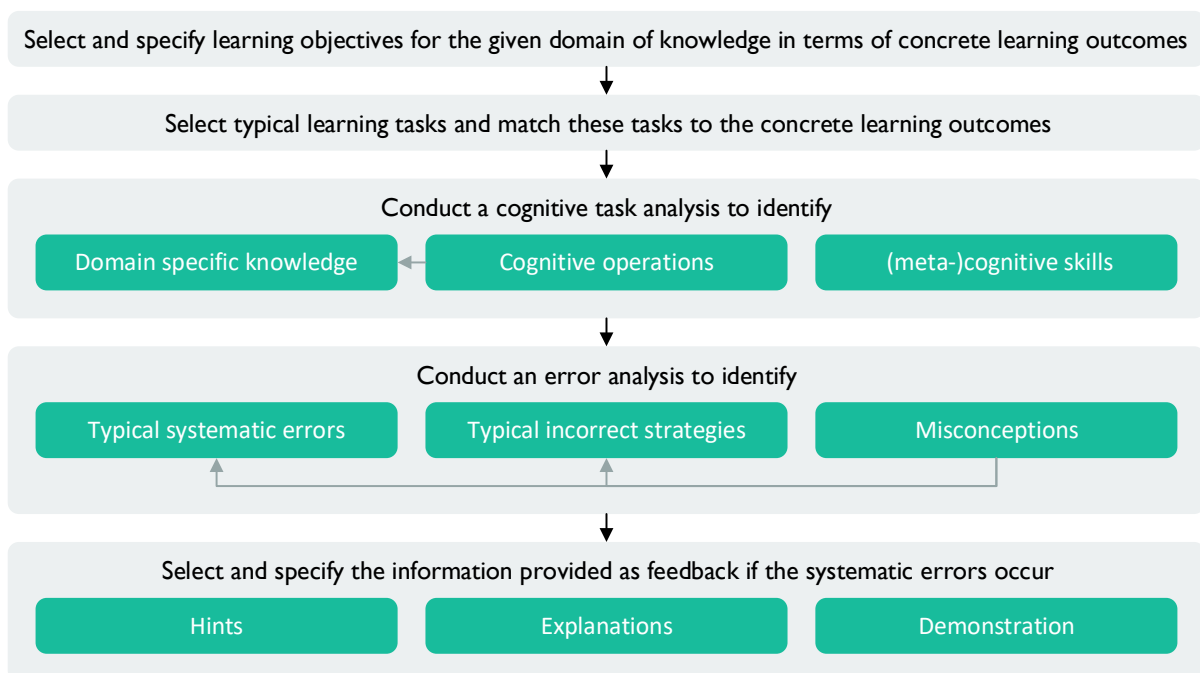 Select and specify learning objectives for the given domain of knowledge in terms of concrete learning outcomes
Select typical learning tasks and match these tasks to the concrete learning outcomes
Conduct a cognitive task analysis to identify
Domain specific knowledge
Cognitive operations
(meta-)cognitive skills
Conduct an error analysis to identify
Typical systematic errors
Typical incorrect strategies
Misconceptions
Select and specify the information provided as feedback if the systematic errors occur
Hints
Explanations
Demonstration